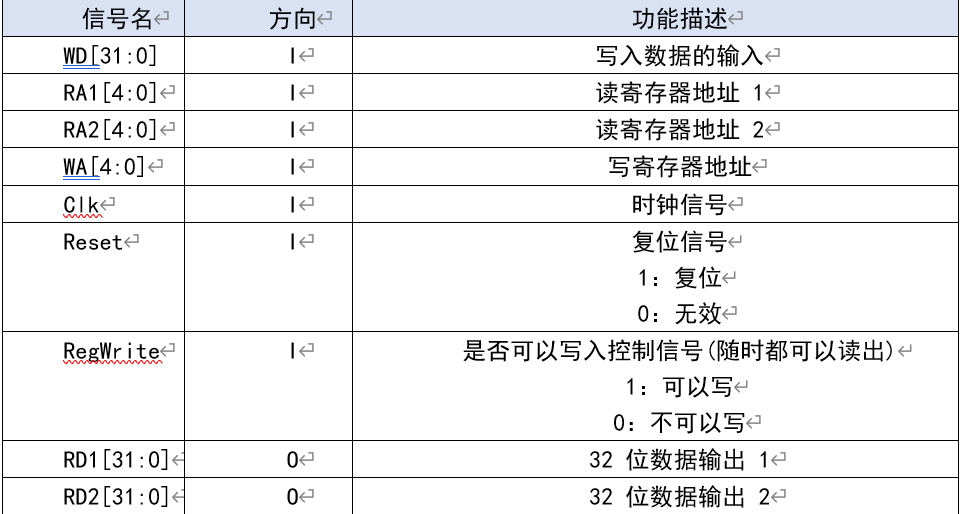 信号名 方向 功能描述
WD[31:0] I 写入数据的输入
RA1[4:0] I 读寄存器地址 1
RA2[4:0] I 读寄存器地址 2
WA[4:0] I 写寄存器地址
Clk I 时钟信号
Reset I 复位信号
1: 复位
0: 无效
RegWrite I 是否可以写入控制信号(随时都可以读出)
1: 可以写
0: 不可以写
RD1[31:0] O 32 位数据输出 1
RD2[31:0] O 32 位数据输出 2